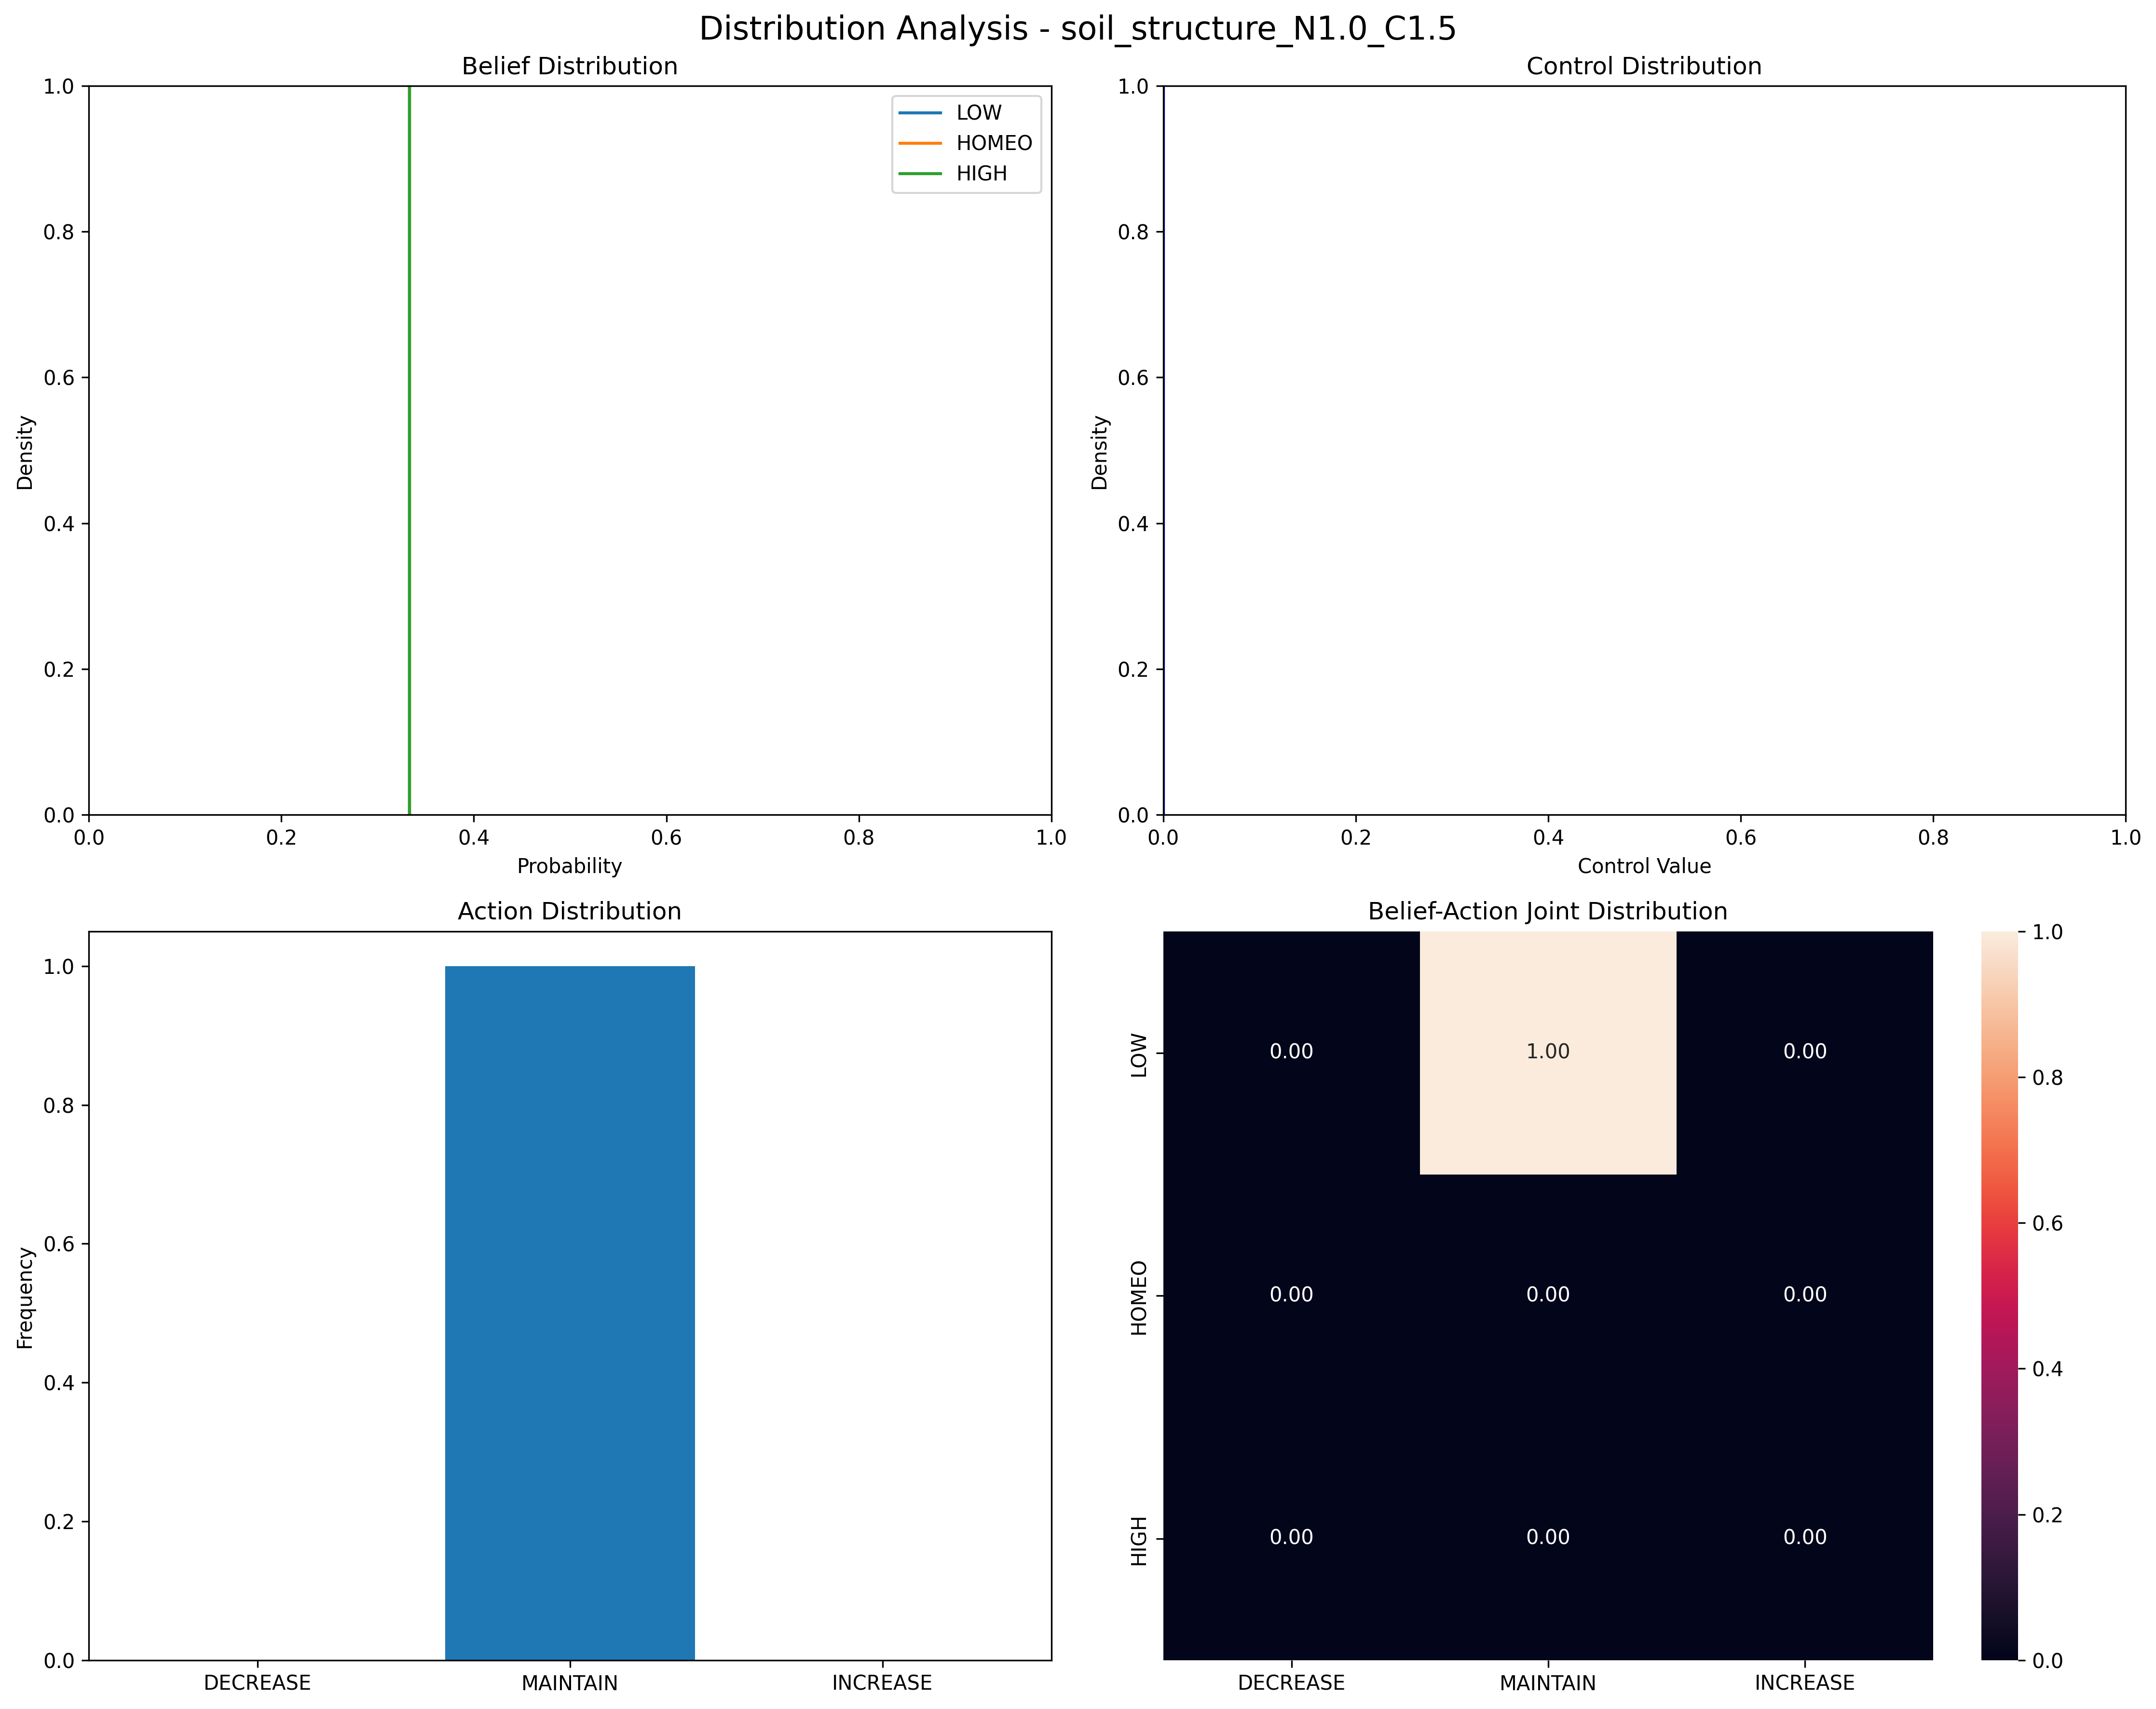 Distribution Analysis - soil_structure_N1.0_C1.5
Belief Distribution
1.0
0.8
0.6
0.4
0.2
0.0
Density
0.0 0.2 0.4 0.6 0.8 1.0
Probability
LOW
HOMEO
HIGH
Control Distribution
1.0
0.8
0.6
0.4
0.2
0.0
Density
0.0 0.2 0.4 0.6 0.8 1.0
Control Value
Action Distribution
1.0
0.8
0.6
0.4
0.2
0.0
Frequency
DECREASE MAINTAIN INCREASE
Belief-Action Joint Distribution
LOW
0.00 1.00 0.00
HOMEO
0.00 0.00 0.00
HIGH
0.00 0.00 0.00
DECREASE MAINTAIN INCREASE
1.0
0.8
0.6
0.4
0.2
0.0